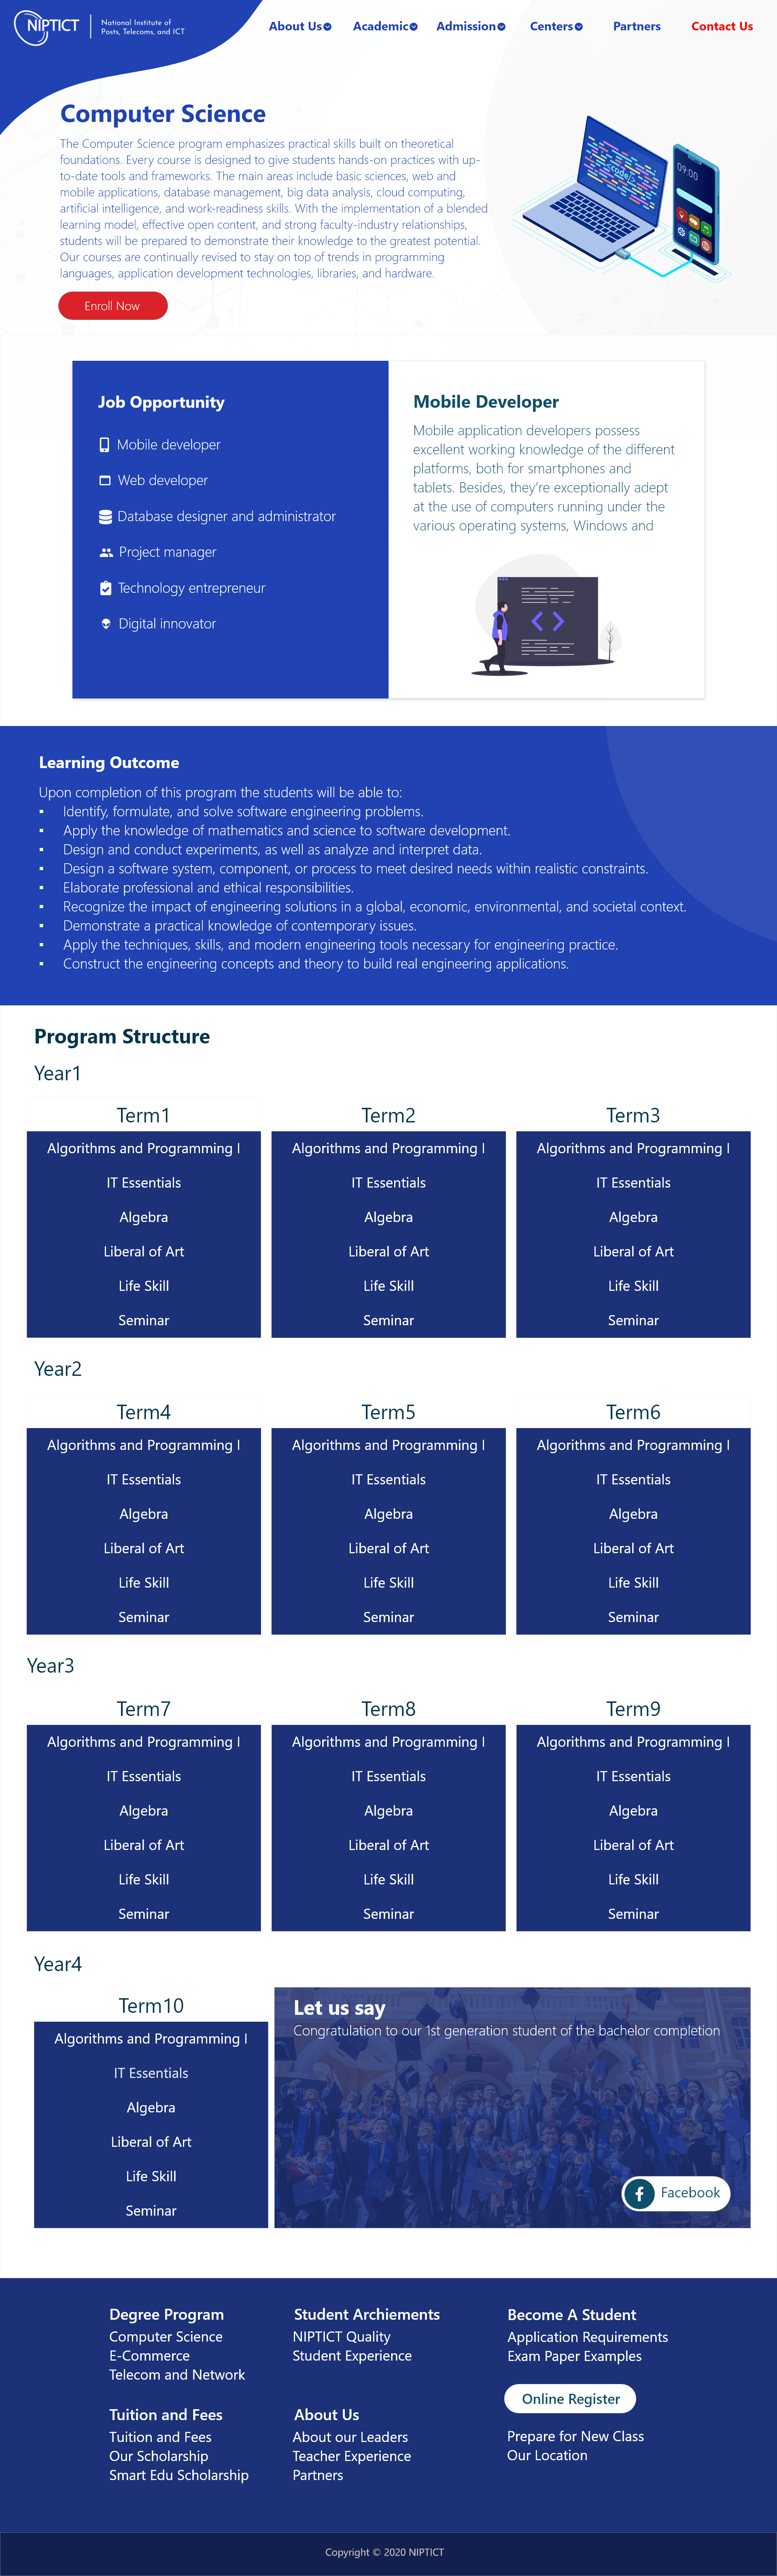 NIPTICT
National Institute of
Posts, Telecoms, and ICT
About Us
Academic
Admission
Centers
Partners
Contact Us
Computer Science
The Computer Science program emphasizes practical skills built on theoretical
foundations. Every course is designed to give students hands-on practices with up-
to-date tools and frameworks. The main areas include basic sciences, web and
mobile applications, database management, big data analysis, cloud computing,
artificial intelligence, and work-readiness skills. With the implementation of a blended
learning model, effective open content, and strong faculty-industry relationships,
students will be prepared to demonstrate their knowledge to the greatest potential.
Our courses are continually revised to stay on top of trends in programming
languages, application development technologies, libraries, and hardware.
Enroll Now
code/>
09:00
Job Opportunity
Mobile developer
Web developer
Database designer and administrator
Project manager
Technology entrepreneur
Digital innovator
Mobile Developer
Mobile application developers possess
excellent working knowledge of the different
platforms, both for smartphones and
tablets. Besides, they’re exceptionally adept
at the use of computers running under the
various operating systems, Windows and
Learning Outcome
Upon completion of this program the students will be able to:
▪ Identify, formulate, and solve software engineering problems.
▪ Apply the knowledge of mathematics and science to software development.
▪ Design and conduct experiments, as well as analyze and interpret data.
▪ Design a software system, component, or process to meet desired needs within realistic constraints.
▪ Elaborate professional and ethical responsibilities.
▪ Recognize the impact of engineering solutions in a global, economic, environmental, and societal context.
▪ Demonstrate a practical knowledge of contemporary issues.
▪ Apply the techniques, skills, and modern engineering tools necessary for engineering practice.
▪ Construct the engineering concepts and theory to build real engineering applications.
Program Structure
Year1
Term1
Algorithms and Programming I
IT Essentials
Algebra
Liberal of Art
Life Skill
Seminar
Term2
Algorithms and Programming I
IT Essentials
Algebra
Liberal of Art
Life Skill
Seminar
Term3
Algorithms and Programming I
IT Essentials
Algebra
Liberal of Art
Life Skill
Seminar
Year2
Term4
Algorithms and Programming I
IT Essentials
Algebra
Liberal of Art
Life Skill
Seminar
Term5
Algorithms and Programming I
IT Essentials
Algebra
Liberal of Art
Life Skill
Seminar
Term6
Algorithms and Programming I
IT Essentials
Algebra
Liberal of Art
Life Skill
Seminar
Year3
Term7
Algorithms and Programming I
IT Essentials
Algebra
Liberal of Art
Life Skill
Seminar
Term8
Algorithms and Programming I
IT Essentials
Algebra
Liberal of Art
Life Skill
Seminar
Term9
Algorithms and Programming I
IT Essentials
Algebra
Liberal of Art
Life Skill
Seminar
Year4
Term10
Algorithms and Programming I
IT Essentials
Algebra
Liberal of Art
Life Skill
Seminar
Let us say
Congratulation to our 1st generation student of the bachelor completion
Facebook
Degree Program
Computer Science
E-Commerce
Telecom and Network
Student Archiements
NIPTICT Quality
Student Experience
Become A Student
Application Requirements
Exam Paper Examples
Online Register
Prepare for New Class
Our Location
Tuition and Fees
Tuition and Fees
Our Scholarship
Smart Edu Scholarship
About Us
About our Leaders
Teacher Experience
Partners
Copyright © 2020 NIPTICT